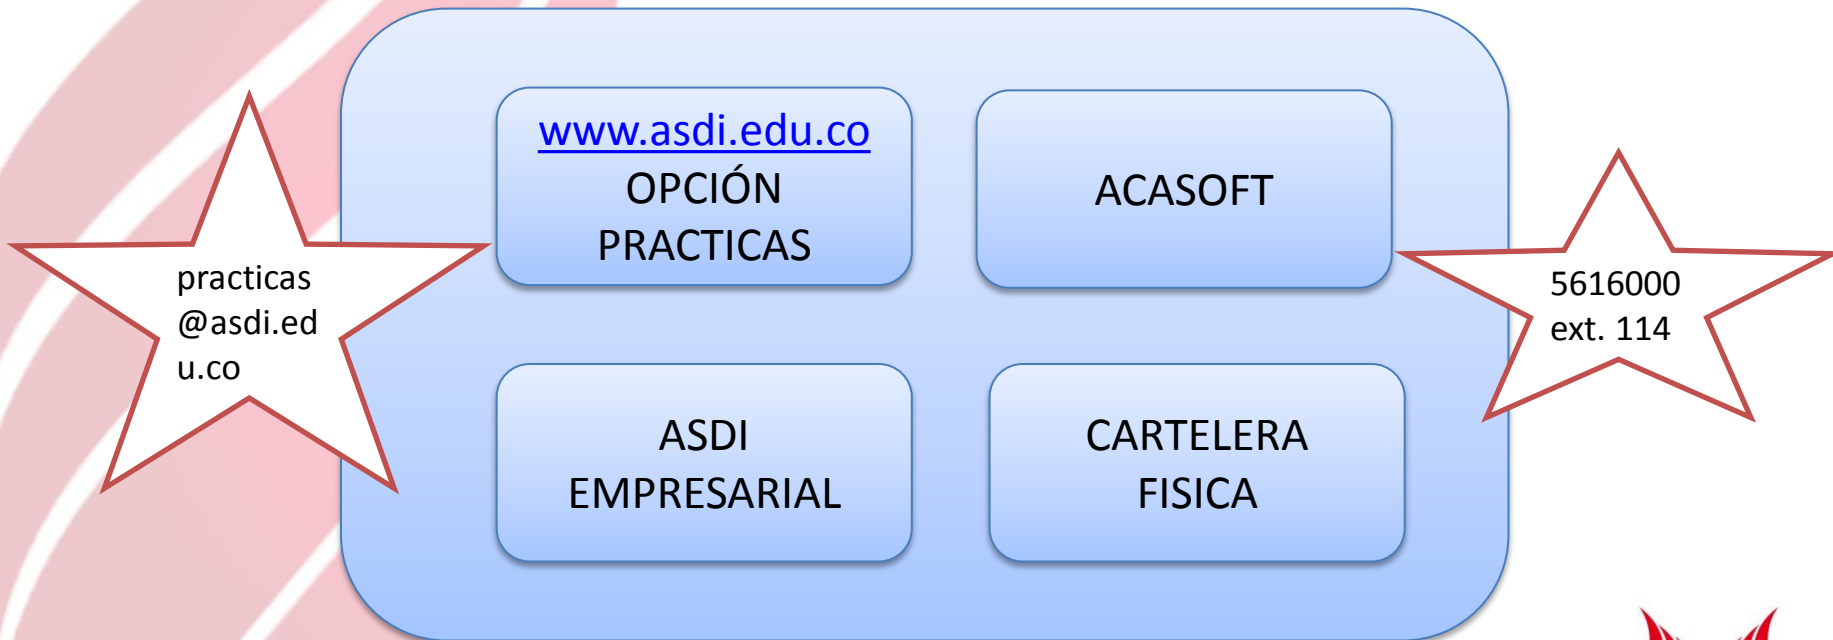 www.asdi.edu.co
OPCIÓN
PRACTICAS
ACASOFT
practicas
@asdi.ed
u.co
5616000
ext. 114
ASDI
EMPRESARIAL
CARTELERA
FISICA